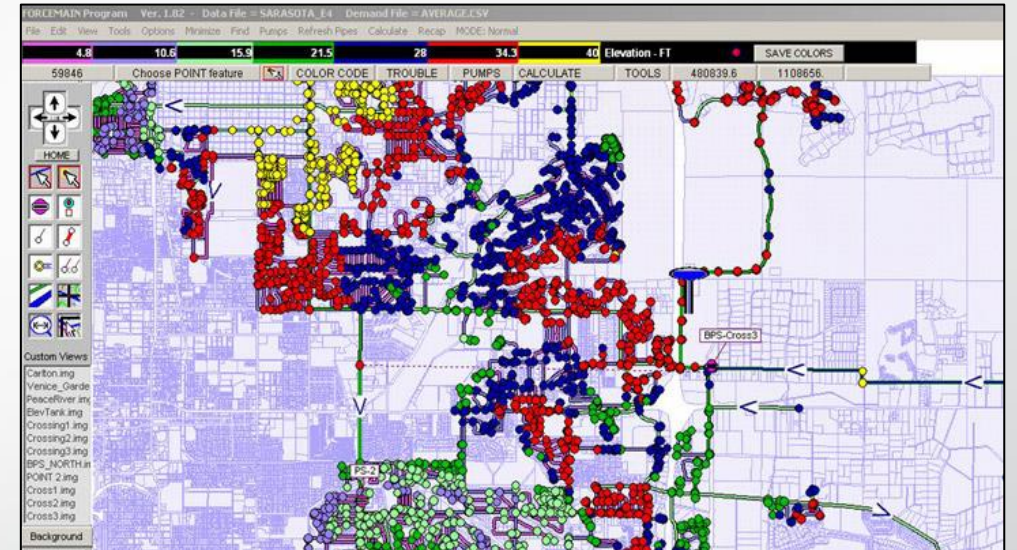 FORCEMAIN Program Ver. 1.82 - Data File = SARASOTA_E4 Demand File = AVERAGE.CSV
File Edit View Tools Options Minimize Find Pumps Refresh Pipes Calculate Recap MODE: Normal
4.8 10.6 15.9 21.5 28 34.3 40 Elevation - FT SAVE COLORS
59846 Choose POINT feature COLOR CODE TROUBLE PUMPS CALCULATE TOOLS 480839.6 1108656.
HOME
BPS-Cross3
Custom Views
Carlton.img
Venice_Garde
PeaceRiver.img
ElevTank.img
Crossing1.img
Crossing2.img
Crossing3.img
BPS_NORTH.in
POINT 2.img
Cross1.img
Cross2.img
Cross3.img
PS-2
Background